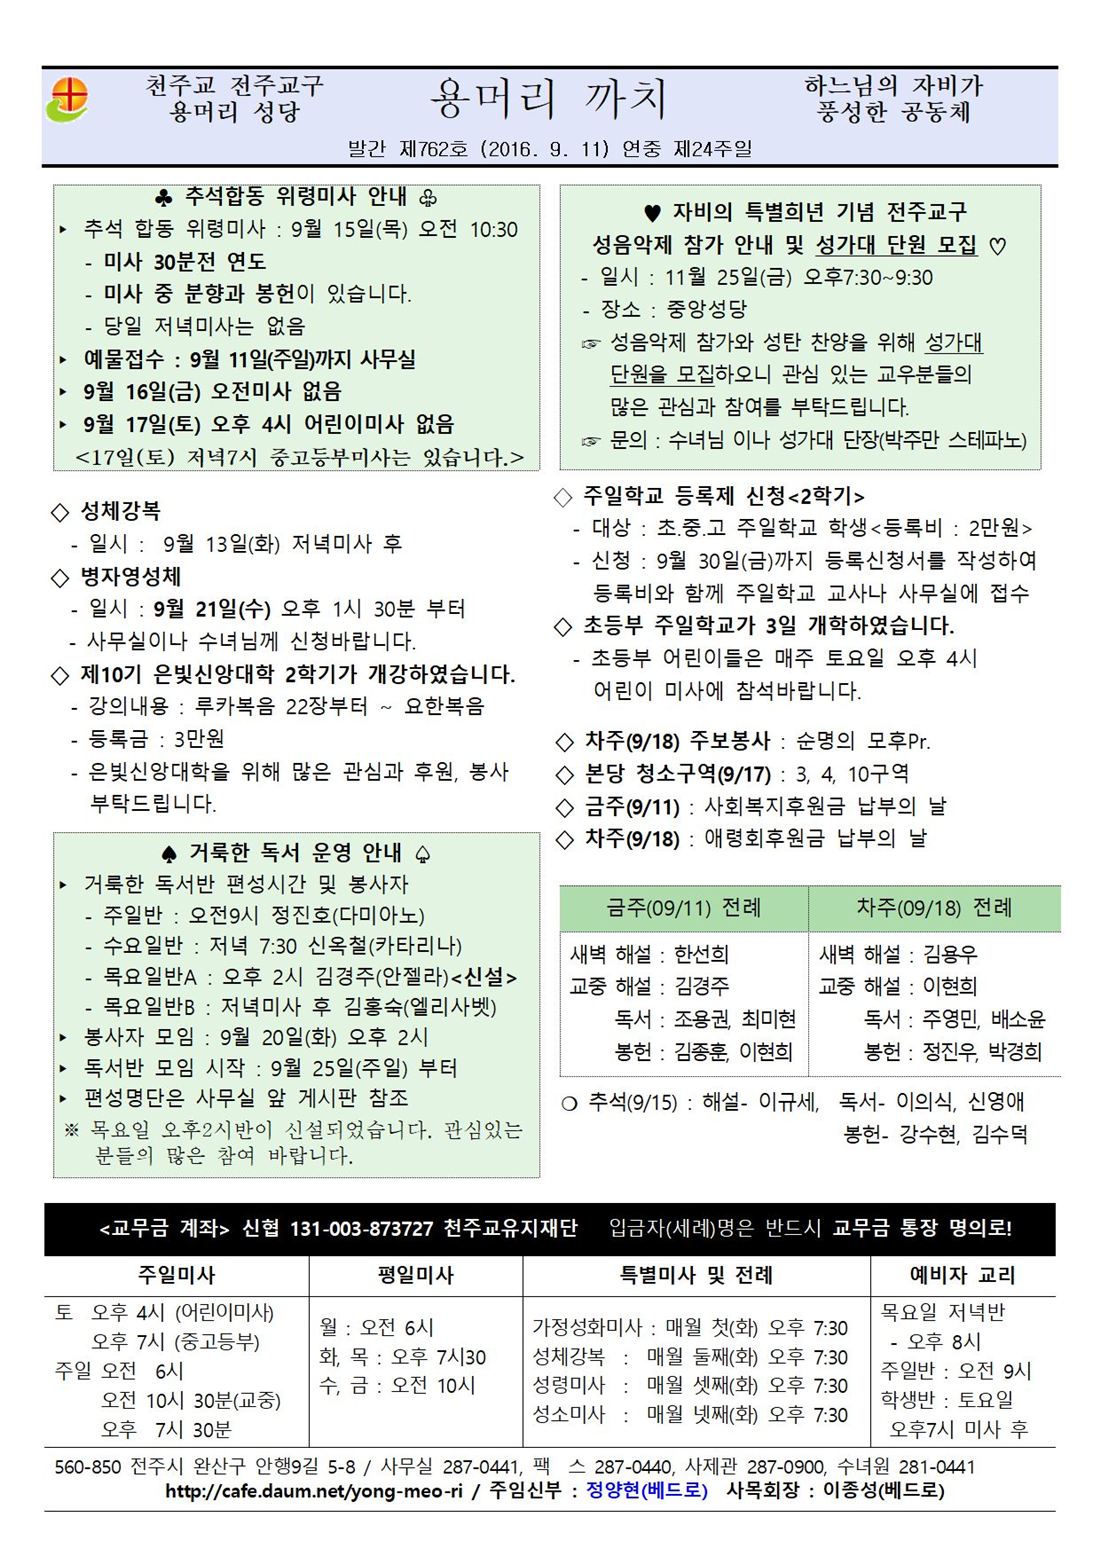 천주교 전주교구
용머리 성당
용머리 까치
하느님의 자비가
풍성한 공동체
발간 제762호 (2016. 9. 11) 연중 제24주일
♣ 추석합동 위령미사 안내 ♧
▸ 추석 합동 위령미사 : 9월 15일(목) 오전 10:30
- 미사 30분전 연도
- 미사 중 분향과 봉헌이 있습니다.
- 당일 저녁미사는 없음
▸ 예물접수 : 9월 11일(주일)까지 사무실
▸ 9월 16일(금) 오전미사 없음
▸ 9월 17일(토) 오후 4시 어린이미사 없음
<17일(토) 저녁7시 중고등부미사는 있습니다.>
◇ 성체강복
- 일시 : 9월 13일(화) 저녁미사 후
◇ 병자영성체
- 일시 : 9월 21일(수) 오후 1시 30분 부터
- 사무실이나 수녀님께 신청바랍니다.
◇ 제10기 은빛신앙대학 2학기가 개강하였습니다.
- 강의내용 : 루카복음 22장부터 ~ 요한복음
- 등록금 : 3만원
- 은빛신앙대학을 위해 많은 관심과 후원, 봉사
부탁드립니다.
♠ 거룩한 독서 운영 안내 ♤
▸ 거룩한 독서반 편성시간 및 봉사자
- 주일반 : 오전9시 정진호(다미아노)
- 수요일반 : 저녁 7:30 신옥철(카타리나)
- 목요일반A : 오후 2시 김경주(안젤라)<신설>
- 목요일반B : 저녁미사 후 김홍숙(엘리사벳)
▸ 봉사자 모임 : 9월 20일(화) 오후 2시
▸ 독서반 모임 시작 : 9월 25일(주일) 부터
▸ 편성명단은 사무실 앞 게시판 참조
※ 목요일 오후2시반이 신설되었습니다. 관심있는
분들의 많은 참여 바랍니다.
♥ 자비의 특별희년 기념 전주교구
성음악제 참가 안내 및 성가대 단원 모집 ♡
- 일시 : 11월 25일(금) 오후7:30~9:30
- 장소 : 중앙성당
☞ 성음악제 참가와 성탄 찬양을 위해 성가대
단원을 모집하오니 관심 있는 교우분들의
많은 관심과 참여를 부탁드립니다.
☞ 문의 : 수녀님 이나 성가대 단장(박주만 스테파노)
◇ 주일학교 등록제 신청<2학기>
- 대상 : 초.중.고 주일학교 학생<등록비 : 2만원>
- 신청 : 9월 30일(금)까지 등록신청서를 작성하여
등록비와 함께 주일학교 교사나 사무실에 접수
◇ 초등부 주일학교가 3일 개학하였습니다.
- 초등부 어린이들은 매주 토요일 오후 4시
어린이 미사에 참석바랍니다.
◇ 차주(9/18) 주보봉사 : 순명의 모후Pr.
◇ 본당 청소구역(9/17) : 3, 4, 10구역
◇ 금주(9/11) : 사회복지후원금 납부의 날
◇ 차주(9/18) : 애령회후원금 납부의 날
금주(09/11) 전례
새벽 해설 : 한선희
교중 해설 : 김경주
독서 : 조용권, 최미현
봉헌 : 김종훈, 이현희
차주(09/18) 전례
새벽 해설 : 김용우
교중 해설 : 이현희
독서 : 주영민, 배소윤
봉헌 : 정진우, 박경희
❍ 추석(9/15) : 해설- 이규세, 독서- 이의식, 신영애
봉헌- 강수현, 김수덕
<교무금 계좌> 신협 131-003-873727 천주교유지재단 입금자(세례)명은 반드시 교무금 통장 명의로!
주일미사
토 오후 4시 (어린이미사)
오후 7시 (중고등부)
주일 오전 6시
오전 10시 30분(교중)
오후 7시 30분
평일미사
월 : 오전 6시
화, 목 : 오후 7시30
수, 금 : 오전 10시
특별미사 및 전례
가정성화미사 : 매월 첫(화) 오후 7:30
성체강복 : 매월 둘째(화) 오후 7:30
성령미사 : 매월 셋째(화) 오후 7:30
성소미사 : 매월 넷째(화) 오후 7:30
예비자 교리
목요일 저녁반
- 오후 8시
주일반 : 오전 9시
학생반 : 토요일
오후7시 미사 후
560-850 전주시 완산구 안행9길 5-8 / 사무실 287-0441, 팩 스 287-0440, 사제관 287-0900, 수녀원 281-0441
http://cafe.daum.net/yong-meo-ri / 주임신부 : 정양현(베드로) 사목회장 : 이종성(베드로)